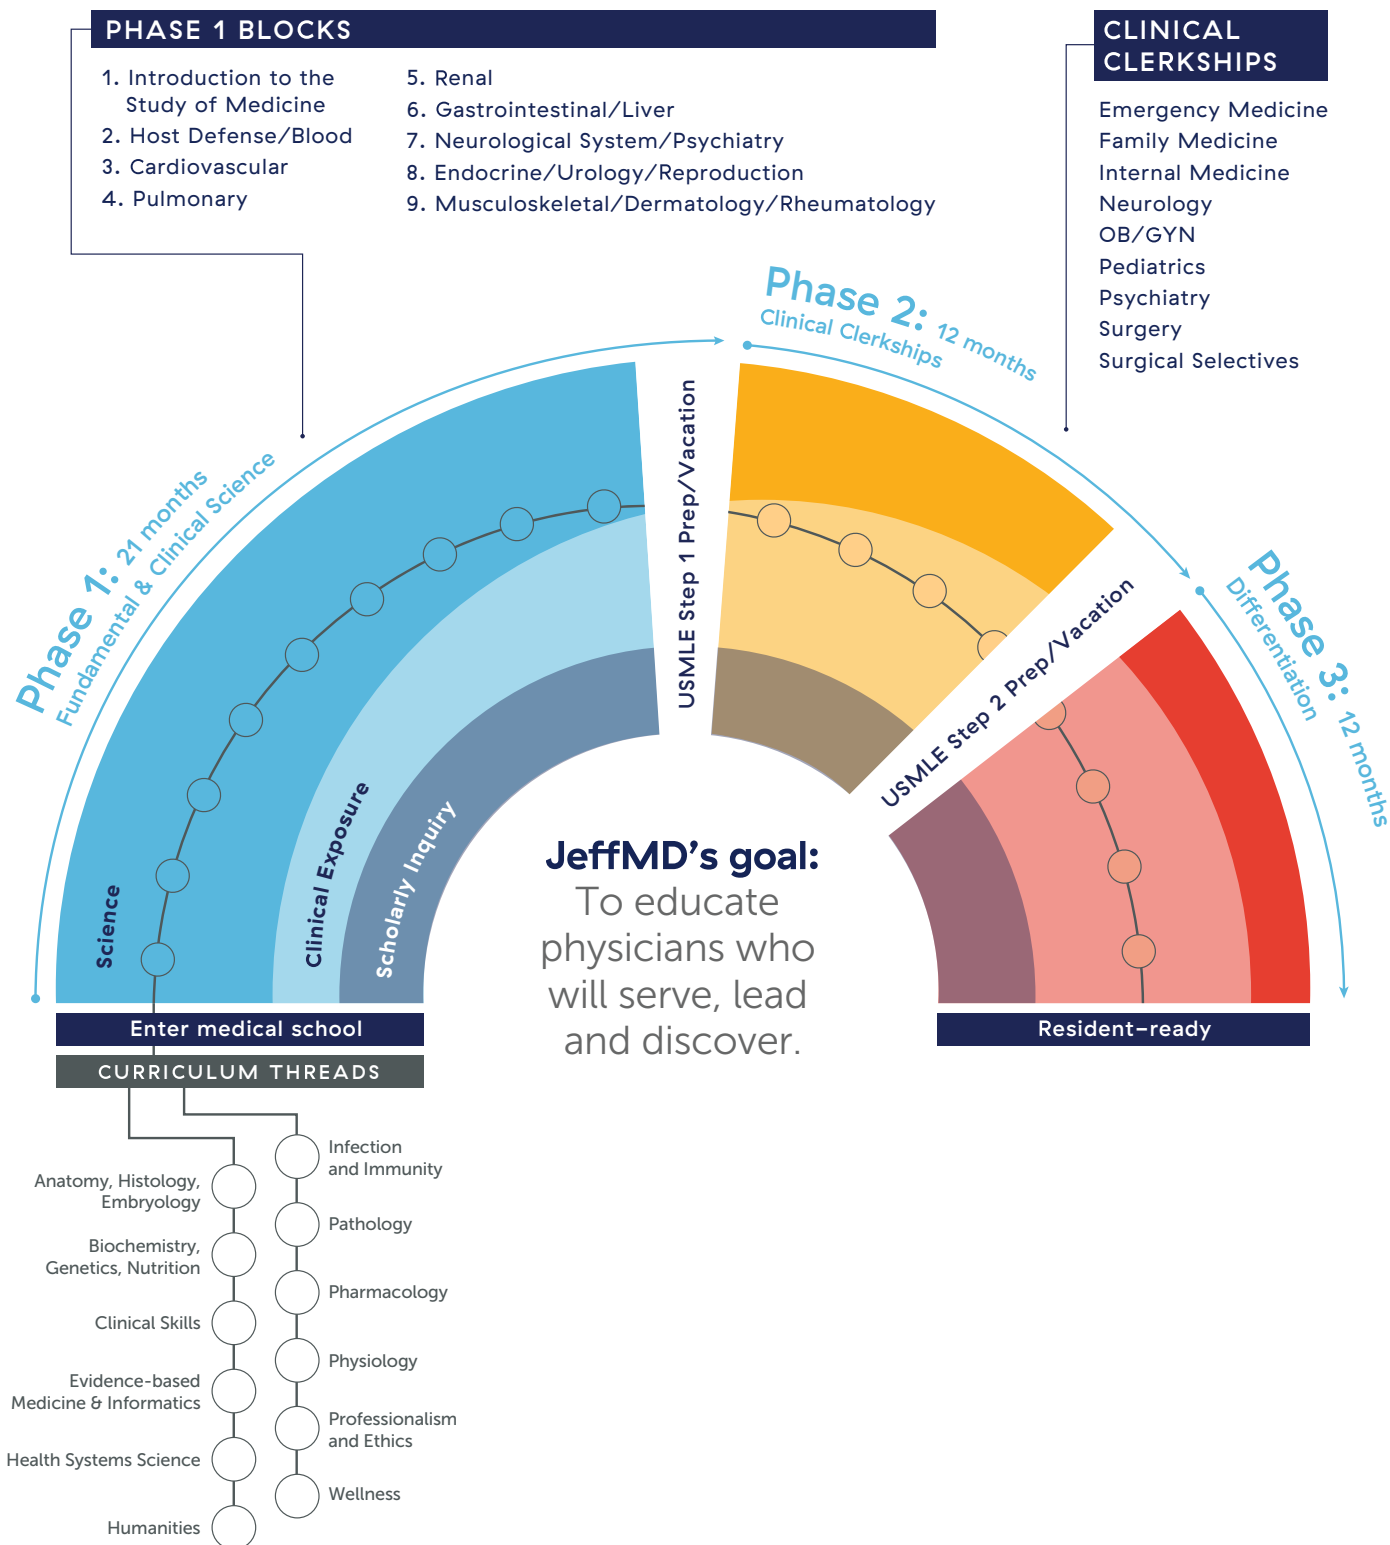 PHASE 1 BLOCKS
1. Introduction to the
Study of Medicine
2. Host Defense/Blood
3. Cardiovascular
4. Pulmonary
5. Renal
6. Gastrointestinal/Liver
7. Neurological System/Psychiatry
8. Endocrine/Urology/Reproduction
9. Musculoskeletal/Dermatology/Rheumatology
CLINICAL
CLERKSHIPS
Emergency Medicine
Family Medicine
Internal Medicine
Neurology
OB/GYN
Pediatrics
Psychiatry
Surgery
Surgical Selectives
Phase 1: 21 months
Fundamental & Clinical Science
Phase 2: 12 months
Clinical Clerkships
Phase 3: 12 months
Differentiation
USMLE Step 1 Prep/Vacation
USMLE Step 2 Prep/Vacation
Science
Clinical Exposure
Scholarly Inquiry
JeffMD’s goal:
To educate
physicians who
will serve, lead
and discover.
Enter medical school
Resident-ready
CURRICULUM THREADS
Anatomy, Histology,
Embryology
Biochemistry,
Genetics, Nutrition
Clinical Skills
Evidence-based
Medicine & Informatics
Health Systems Science
Humanities
Infection
and Immunity
Pathology
Pharmacology
Physiology
Professionalism
and Ethics
Wellness